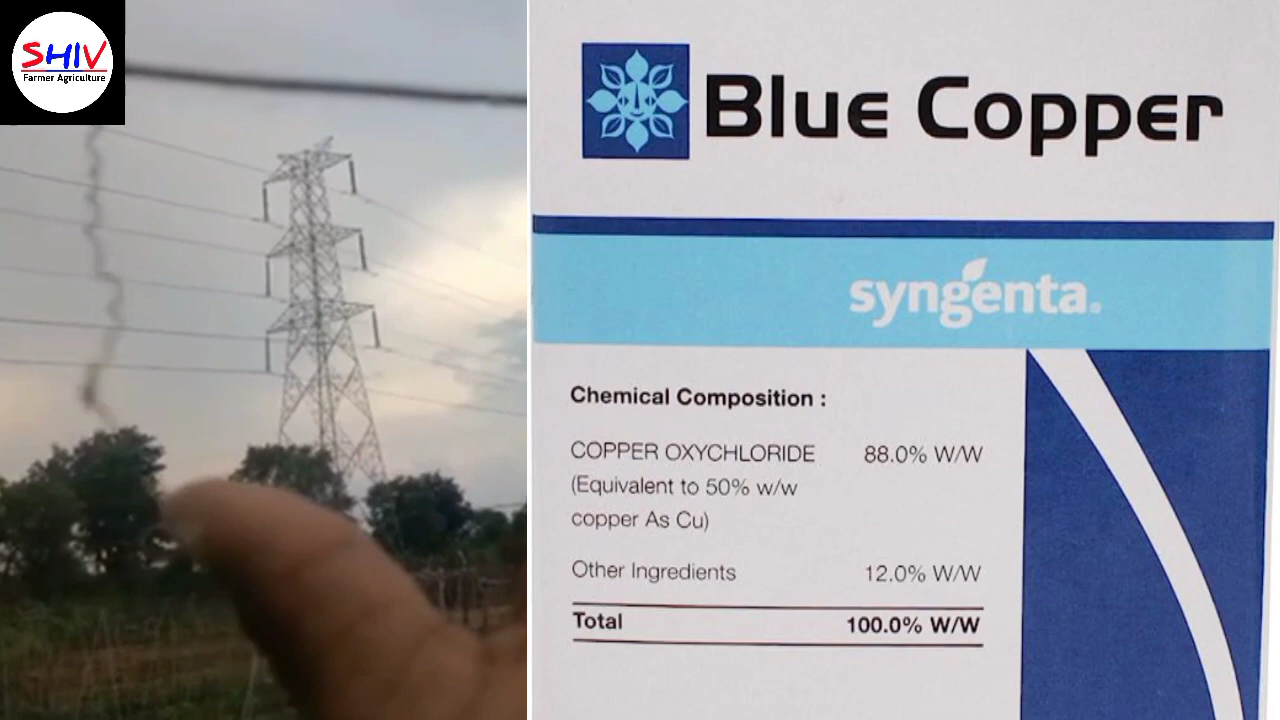 SHIV
Farmer Agriculture
Blue Copper
syngenta.
Chemical Composition :
COPPER OXYCHLORIDE 88.0% W/W
(Equivalent to 50% w/w
copper As Cu)
Other Ingredients 12.0% W/W
Total 100.0% W/W